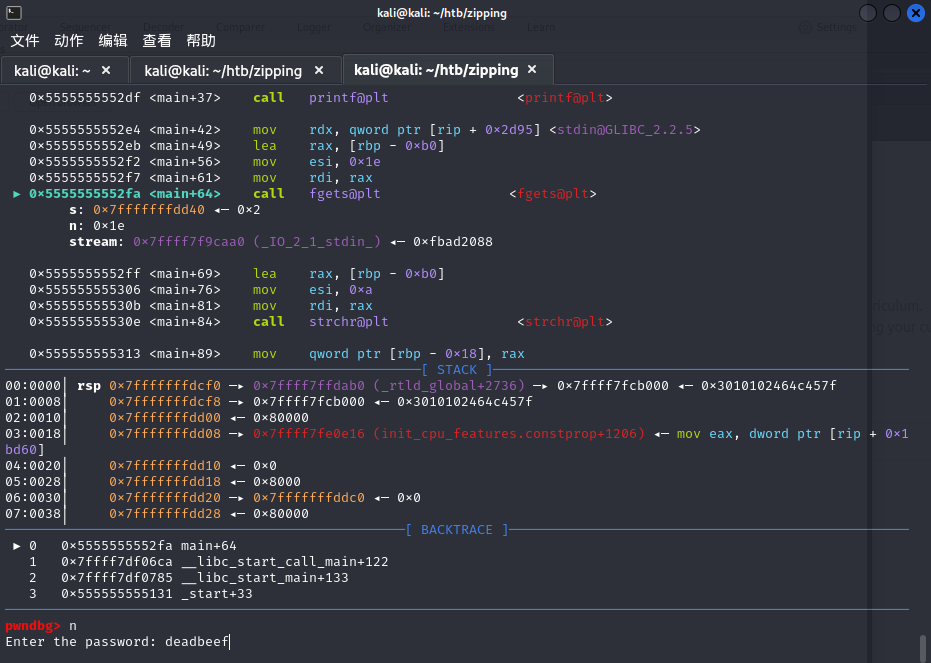 kali@kali: ~/htb/zipping
文件 动作 编辑 查看 帮助
kali@kali: ~ × kali@kali: ~/htb/zipping × kali@kali: ~/htb/zipping ×
0×5555555552df <main+37> call printf@plt <printf@plt>
0×5555555552e4 <main+42> mov rdx, qword ptr [rip + 0×2d95] <stdin@GLIBC_2.2.5>
0×5555555552eb <main+49> lea rax, [rbp - 0×b0]
0×5555555552f2 <main+56> mov esi, 0×1e
0×5555555552f7 <main+61> mov rdi, rax
► 0×5555555552fa <main+64> call fgets@plt <fgets@plt>
s: 0×7fffffffdd40 ◂— 0×2
n: 0×1e
stream: 0×7ffff7f9caa0 (_IO_2_1_stdin_) ◂— 0×fbad2088
0×5555555552ff <main+69> lea rax, [rbp - 0×b0]
0×555555555306 <main+76> mov esi, 0×a
0×55555555530b <main+81> mov rdi, rax
0×55555555530e <main+84> call strchr@plt <strchr@plt>
0×555555555313 <main+89> mov qword ptr [rbp - 0×18], rax
[ STACK ]
00:0000│ rsp 0×7fffffffdcf0 —▸ 0×7ffff7ffdab0 (_rtld_global+2736) —▸ 0×7ffff7fcb000 ◂— 0×3010102464c457f
01:0008│ 0×7fffffffdcf8 —▸ 0×7ffff7fcb000 ◂— 0×3010102464c457f
02:0010│ 0×7fffffffdd00 ◂— 0×80000
03:0018│ 0×7fffffffdd08 —▸ 0×7ffff7fe0e16 (init_cpu_features.constprop+1206) ◂— mov eax, dword ptr [rip + 0×1
bd60]
04:0020│ 0×7fffffffdd10 ◂— 0×0
05:0028│ 0×7fffffffdd18 ◂— 0×8000
06:0030│ 0×7fffffffdd20 —▸ 0×7fffffffddc0 ◂— 0×0
07:0038│ 0×7fffffffdd28 ◂— 0×80000
[ BACKTRACE ]
► 0 0×5555555552fa main+64
1 0×7ffff7df06ca __libc_start_call_main+122
2 0×7ffff7df0785 __libc_start_main+133
3 0×555555555131 _start+33
pwndbg> n
Enter the password: deadbeef